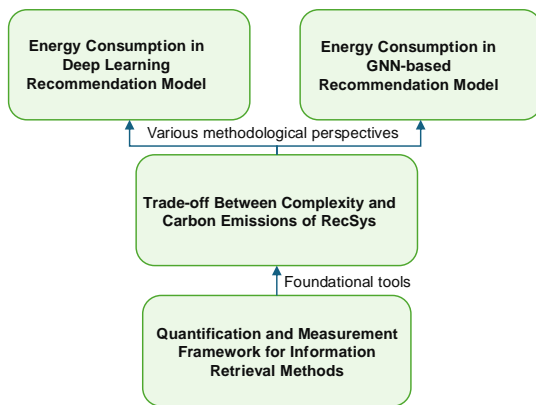 Energy Consumption in
Deep Learning
Recommendation Model
Energy Consumption in
GNN-based
Recommendation Model
Various methodological perspectives
Trade-off Between Complexity and
Carbon Emissions of RecSys
Foundational tools
Quantification and Measurement
Framework for Information
Retrieval Methods